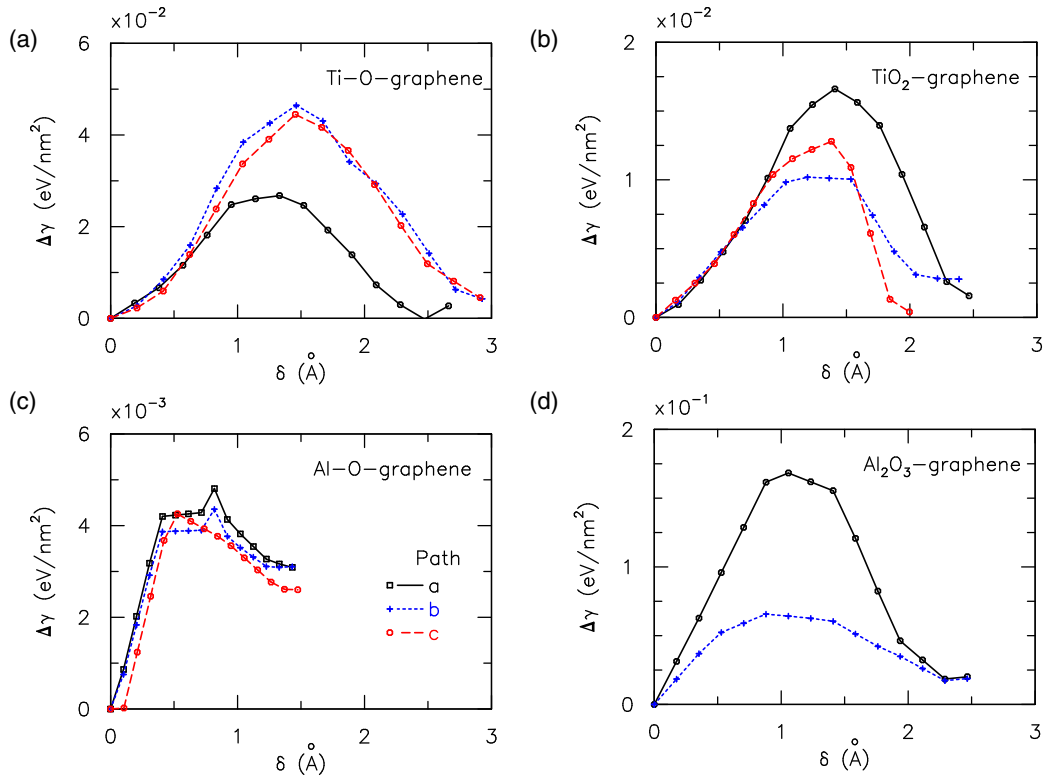 (a)
×10⁻²
Ti−O−graphene
6
4
2
0
Δγ (eV/nm²)
0 1 2 3
δ (Å)
(b)
×10⁻²
TiO₂−graphene
2
1
0
Δγ (eV/nm²)
0 1 2 3
δ (Å)
(c)
×10⁻³
Al−O−graphene
6
4
2
0
Δγ (eV/nm²)
Path
a
b
c
0 1 2 3
δ (Å)
(d)
×10⁻¹
Al₂O₃−graphene
2
1
0
Δγ (eV/nm²)
0 1 2 3
δ (Å)